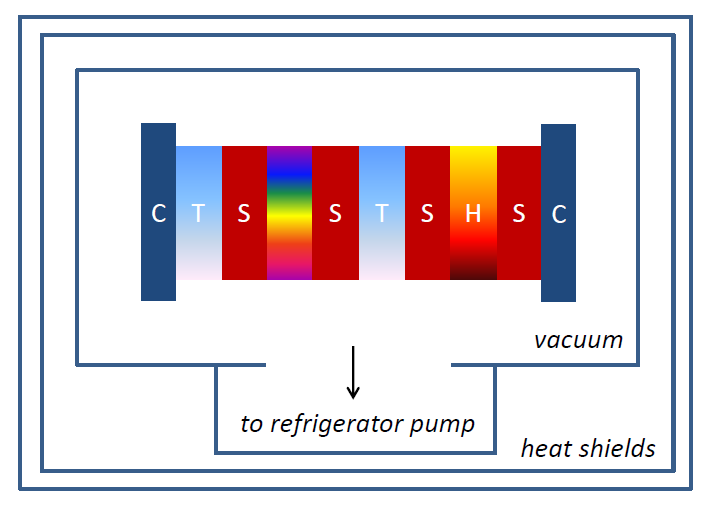 C T S S T S H S C
vacuum
to refrigerator pump
heat shields